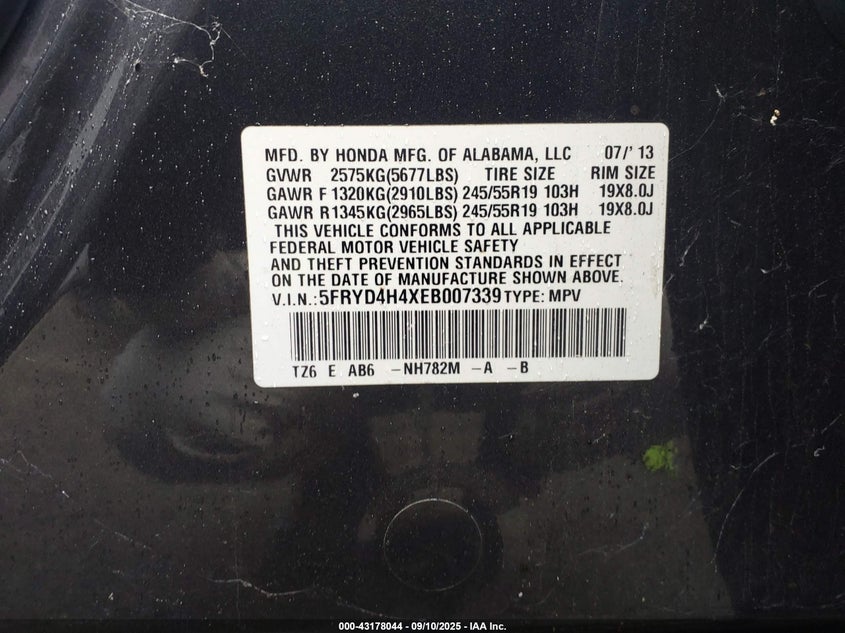 MFD. BY HONDA MFG. OF ALABAMA, LLC 07/' 13
GVWR 2575KG(5677LBS) TIRE SIZE RIM SIZE
GAWR F 1320KG(2910LBS) 245/55R19 103H 19X8.0J
GAWR R 1345KG(2965LBS) 245/55R19 103H 19X8.0J
THIS VEHICLE CONFORMS TO ALL APPLICABLE
FEDERAL MOTOR VEHICLE SAFETY
AND THEFT PREVENTION STANDARDS IN EFFECT
ON THE DATE OF MANUFACTURE SHOWN ABOVE.
V.I.N.:5FRYD4H4XEB007339 TYPE: MPV
TZ6 E AB6 -NH782M -A -B
000-43178044 - 09/10/2025 - IAA Inc.